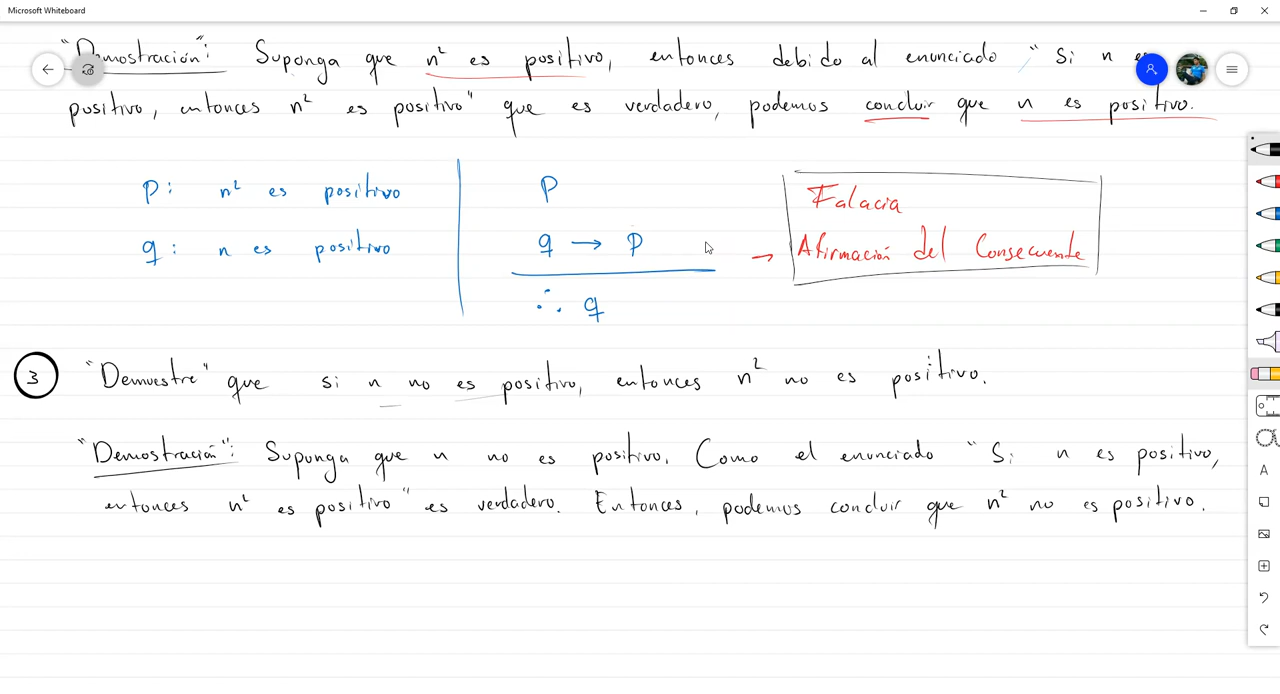 Microsoft Whiteboard
"Demostración": Suponga que n² es positivo, entonces debido al enunciado "Si n es
positivo, entonces n² es positivo" que es verdadero, podemos concluir que n es positivo.
p: n² es positivo
q: n es positivo
p
q → p
∴ q
Falacia
→ Afirmación del Consecuente
3 "Demuestre" que si n no es positivo, entonces n² no es positivo.
"Demostración": Suponga que n no es positivo. Como el enunciado "Si n es positivo,
entonces n² es positivo" es verdadero. Entonces, podemos concluir que n² no es positivo.
A